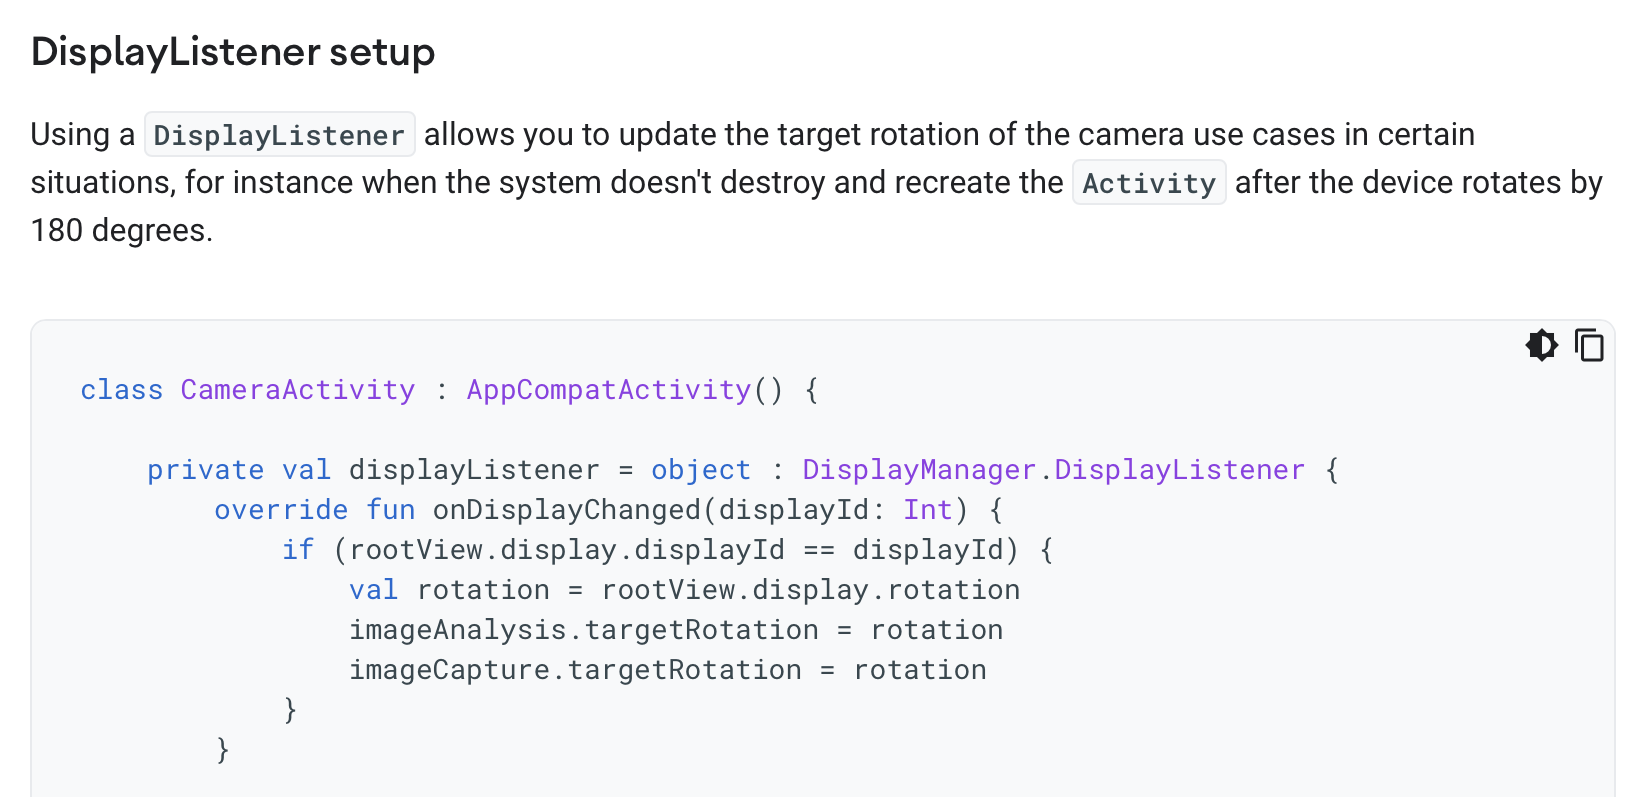 DisplayListener setup
Using a DisplayListener allows you to update the target rotation of the camera use cases in certain
situations, for instance when the system doesn't destroy and recreate the Activity after the device rotates by
180 degrees.
class CameraActivity : AppCompatActivity() {
    private val displayListener = object : DisplayManager.DisplayListener {
        override fun onDisplayChanged(displayId: Int) {
            if (rootView.display.displayId == displayId) {
                val rotation = rootView.display.rotation
                imageAnalysis.targetRotation = rotation
                imageCapture.targetRotation = rotation
            }
        }